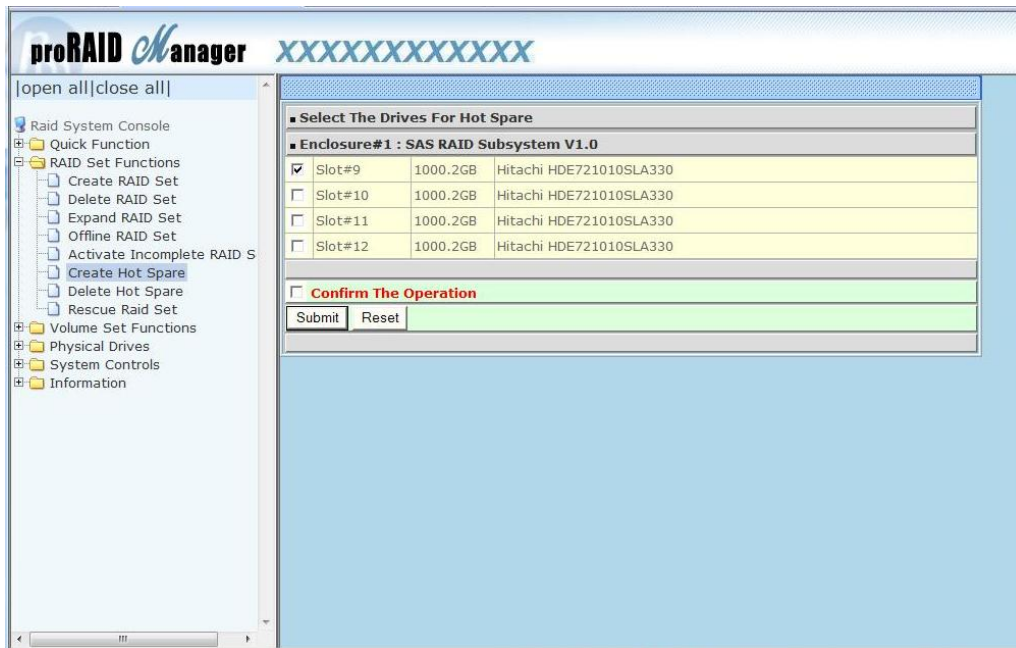 proRAID Manager XXXXXXXXXXXX
|open all|close all|
Raid System Console
Quick Function
RAID Set Functions
Create RAID Set
Delete RAID Set
Expand RAID Set
Offline RAID Set
Activate Incomplete RAID S
Create Hot Spare
Delete Hot Spare
Rescue Raid Set
Volume Set Functions
Physical Drives
System Controls
Information
Select The Drives For Hot Spare
Enclosure#1 : SAS RAID Subsystem V1.0
Slot#9 1000.2GB Hitachi HDE721010SLA330
Slot#10 1000.2GB Hitachi HDE721010SLA330
Slot#11 1000.2GB Hitachi HDE721010SLA330
Slot#12 1000.2GB Hitachi HDE721010SLA330
Confirm The Operation
Submit Reset